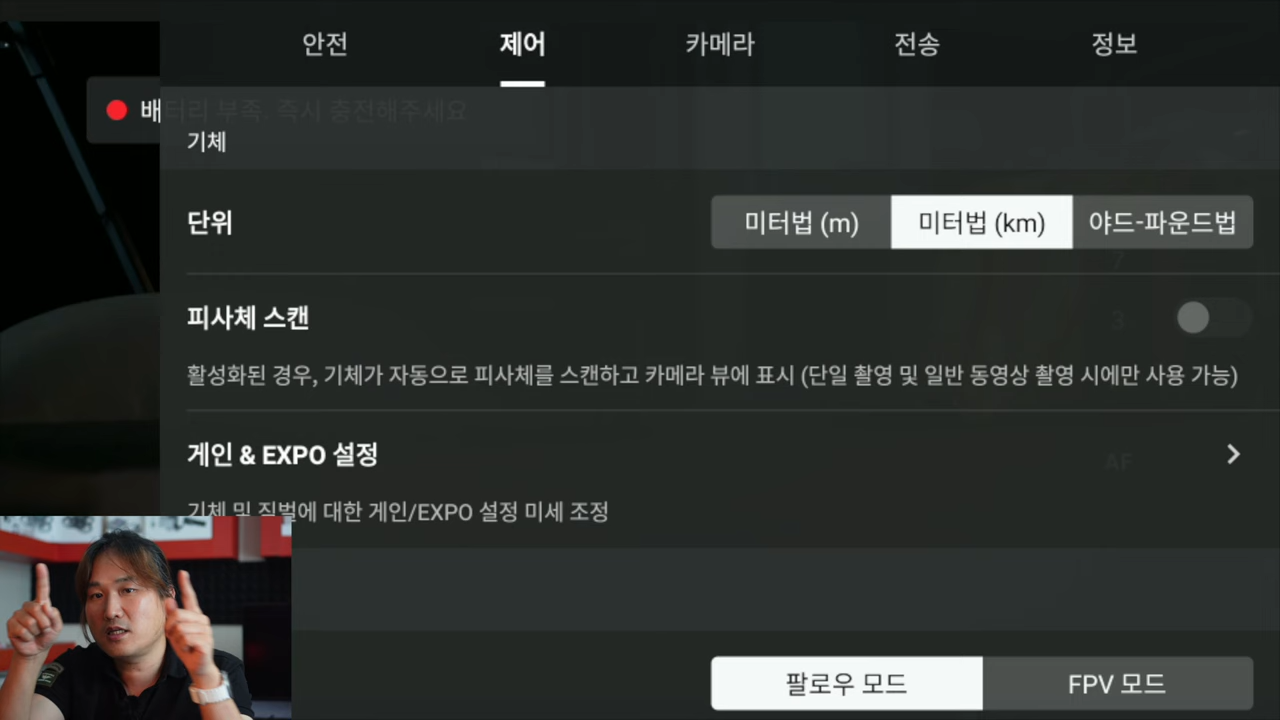 안전
제어
카메라
전송
정보
배터리 부족. 즉시 충전해주세요
기체
단위
미터법 (m)
미터법 (km)
야드-파운드법
7
피사체 스캔
3
활성화된 경우, 기체가 자동으로 피사체를 스캔하고 카메라 뷰에 표시 (단일 촬영 및 일반 동영상 촬영 시에만 사용 가능)
게인 & EXPO 설정
AF
기체 및 짐벌에 대한 게인/EXPO 설정 미세 조정
팔로우 모드
FPV 모드